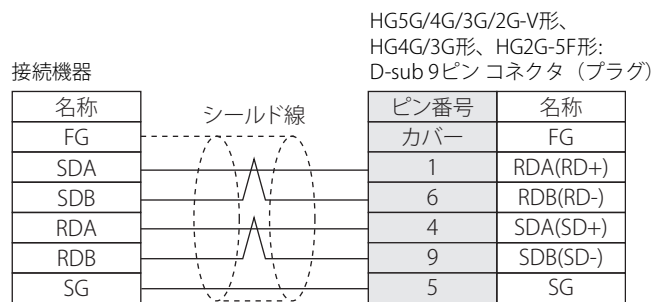 HG5G/4G/3G/2G-V形、
HG4G/3G形、HG2G-5F形:
接続機器 D-sub 9ピン コネクタ（プラグ）
名称 シールド線 ピン番号 名称
FG カバー FG
SDA 1 RDA(RD+)
SDB 6 RDB(RD-)
RDA 4 SDA(SD+)
RDB 9 SDB(SD-)
SG 5 SG